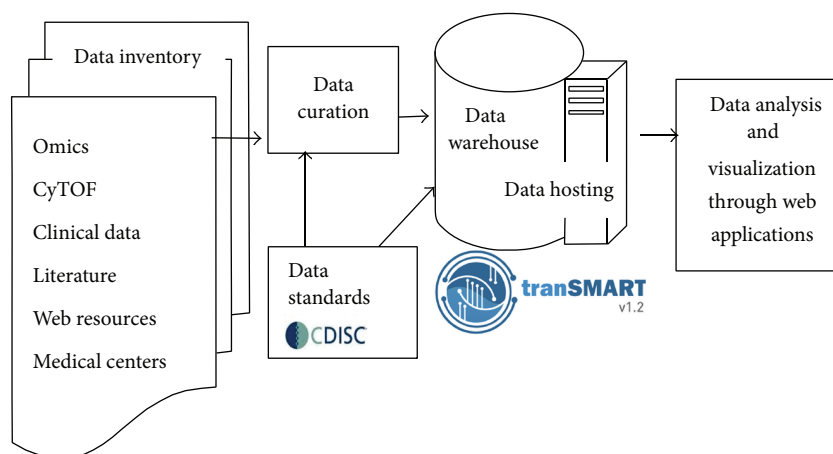 Data inventory
Omics
CyTOF
Clinical data
Literature
Web resources
Medical centers
Data
curation
Data
standards
CDISC
Data
warehouse
Data hosting
tranSMART
v1.2
Data analysis
and
visualization
through web
applications